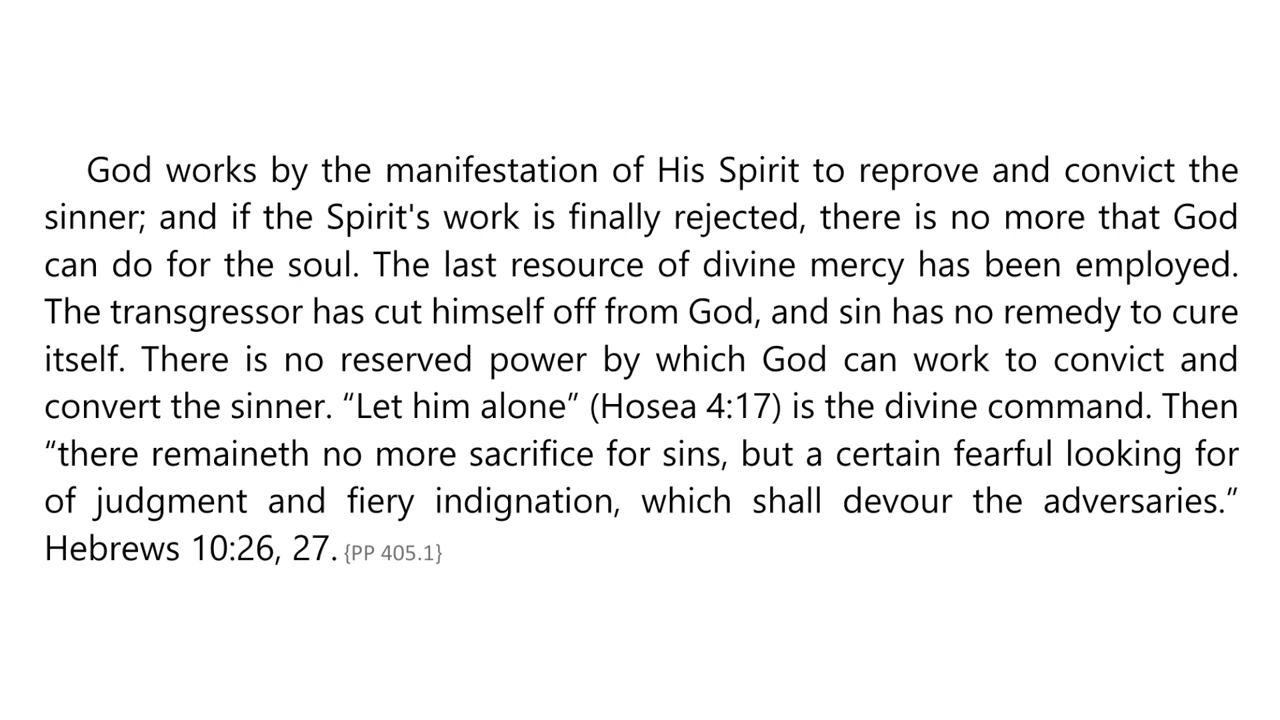 God works by the manifestation of His Spirit to reprove and convict the
sinner; and if the Spirit's work is finally rejected, there is no more that God
can do for the soul. The last resource of divine mercy has been employed.
The transgressor has cut himself off from God, and sin has no remedy to cure
itself. There is no reserved power by which God can work to convict and
convert the sinner. “Let him alone” (Hosea 4:17) is the divine command. Then
“there remaineth no more sacrifice for sins, but a certain fearful looking for
of judgment and fiery indignation, which shall devour the adversaries.”
Hebrews 10:26, 27. {PP 405.1}